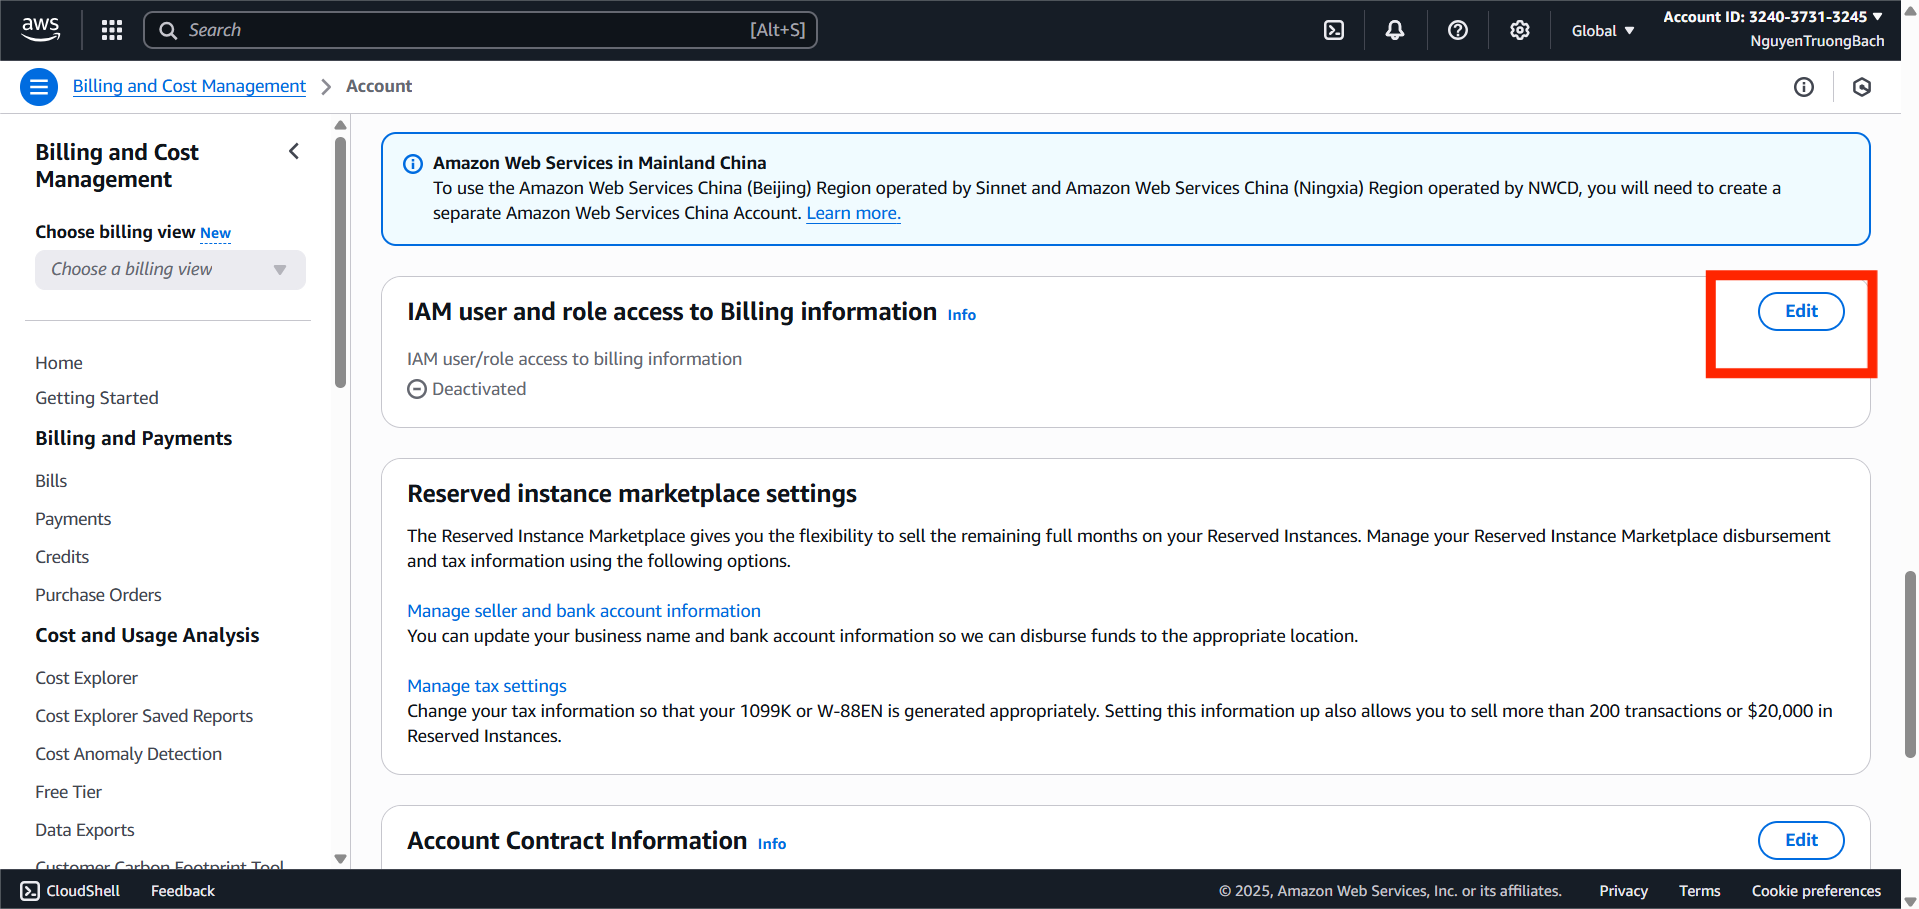 aws
Search
[Alt+S]
Global
Account ID: 3240-3731-3245
NguyenTruongBach
Billing and Cost Management
Account
Billing and Cost
Management
Choose billing view New
Choose a billing view
Home
Getting Started
Billing and Payments
Bills
Payments
Credits
Purchase Orders
Cost and Usage Analysis
Cost Explorer
Cost Explorer Saved Reports
Cost Anomaly Detection
Free Tier
Data Exports
Customer Carbon Footprint Tool
Amazon Web Services in Mainland China
To use the Amazon Web Services China (Beijing) Region operated by Sinnet and Amazon Web Services China (Ningxia) Region operated by NWCD, you will need to create a
separate Amazon Web Services China Account. Learn more.
IAM user and role access to Billing information Info
Edit
IAM user/role access to billing information
Deactivated
Reserved instance marketplace settings
The Reserved Instance Marketplace gives you the flexibility to sell the remaining full months on your Reserved Instances. Manage your Reserved Instance Marketplace disbursement
and tax information using the following options.
Manage seller and bank account information
You can update your business name and bank account information so we can disburse funds to the appropriate location.
Manage tax settings
Change your tax information so that your 1099K or W-88EN is generated appropriately. Setting this information up also allows you to sell more than 200 transactions or $20,000 in
Reserved Instances.
Account Contract Information Info
Edit
CloudShell
Feedback
© 2025, Amazon Web Services, Inc. or its affiliates.
Privacy
Terms
Cookie preferences